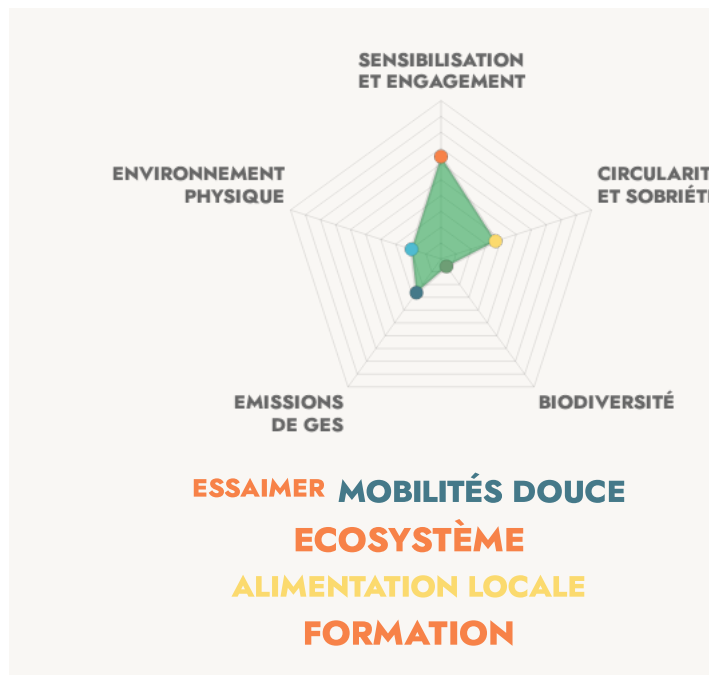 SENSIBILISATION
ET ENGAGEMENT
ENVIRONNEMENT
PHYSIQUE
CIRCULARIT
ET SOBRIÉT
EMISSIONS
DE GES
BIODIVERSITÉ
ESSAIMER MOBILITÉS DOUCE
ECOSYSTÈME
ALIMENTATION LOCALE
FORMATION